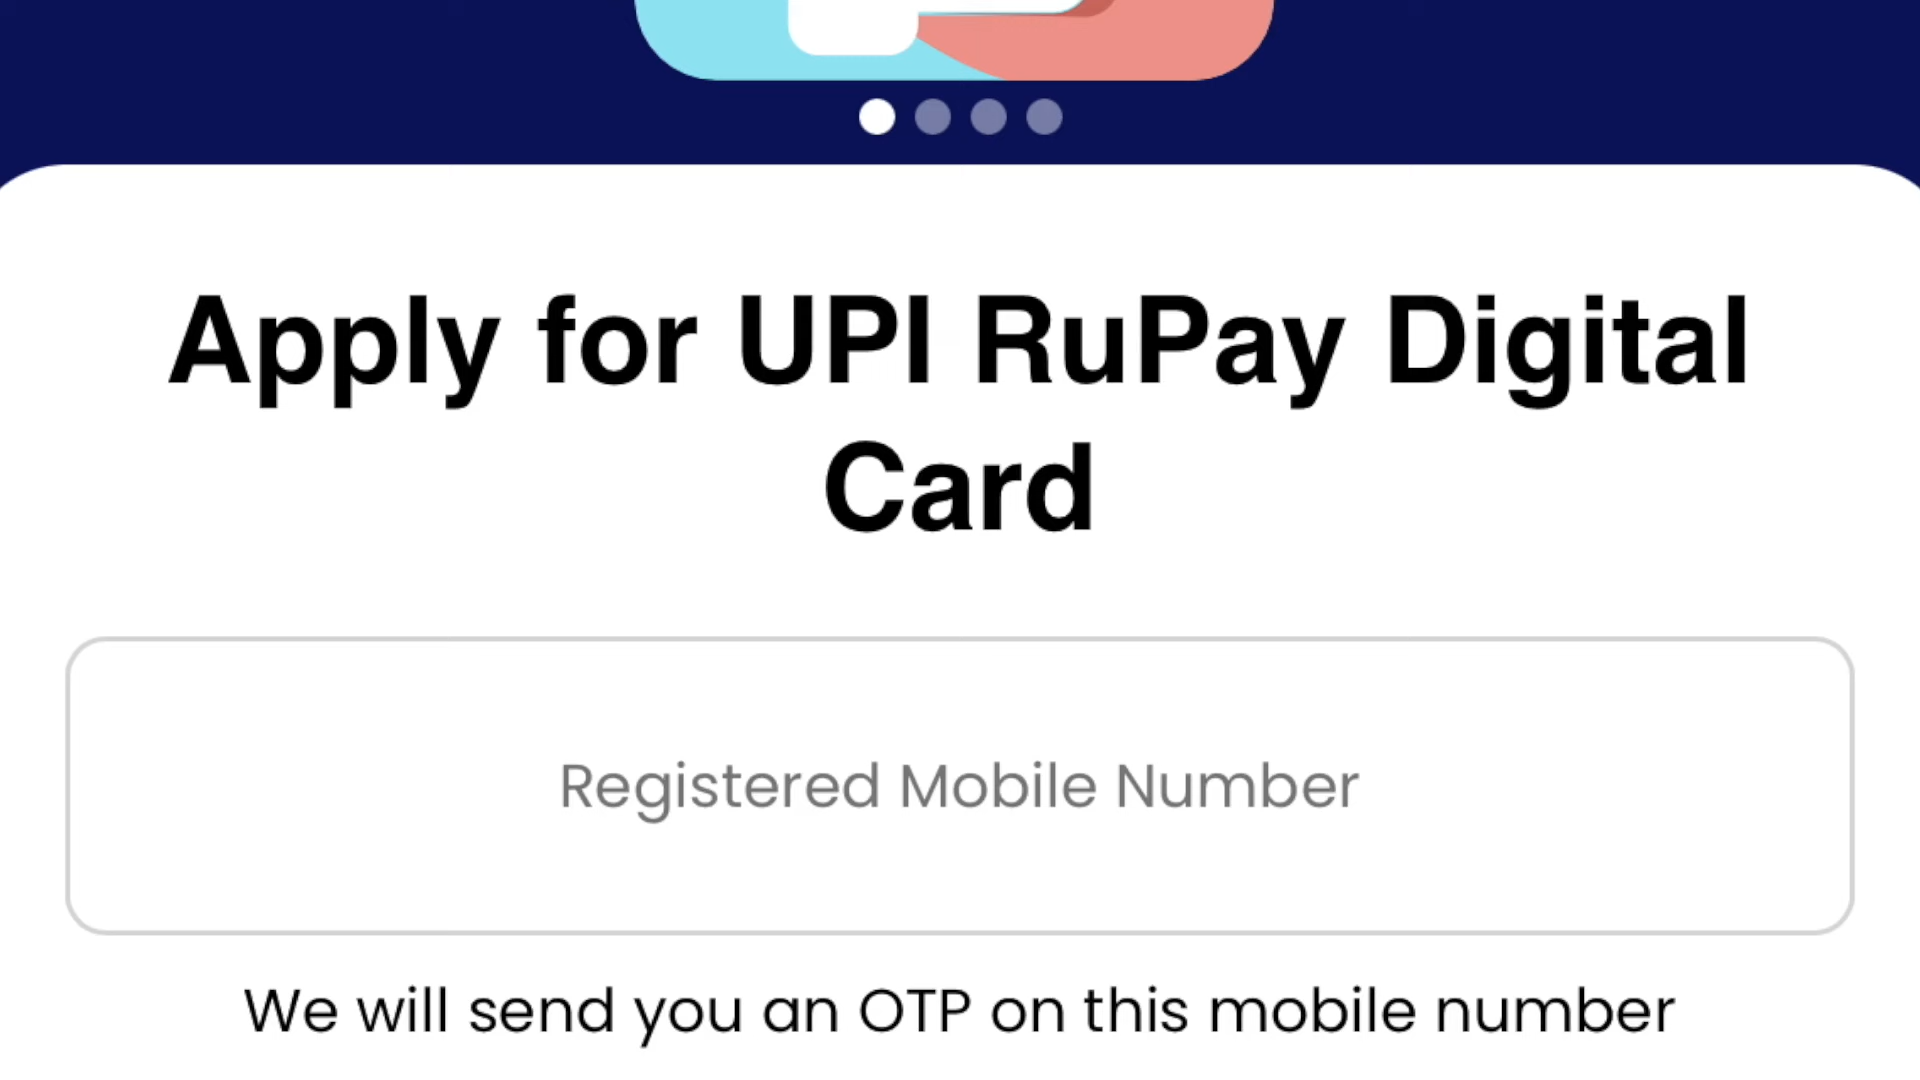 Apply for UPI RuPay Digital
Card
Registered Mobile Number
We will send you an OTP on this mobile number